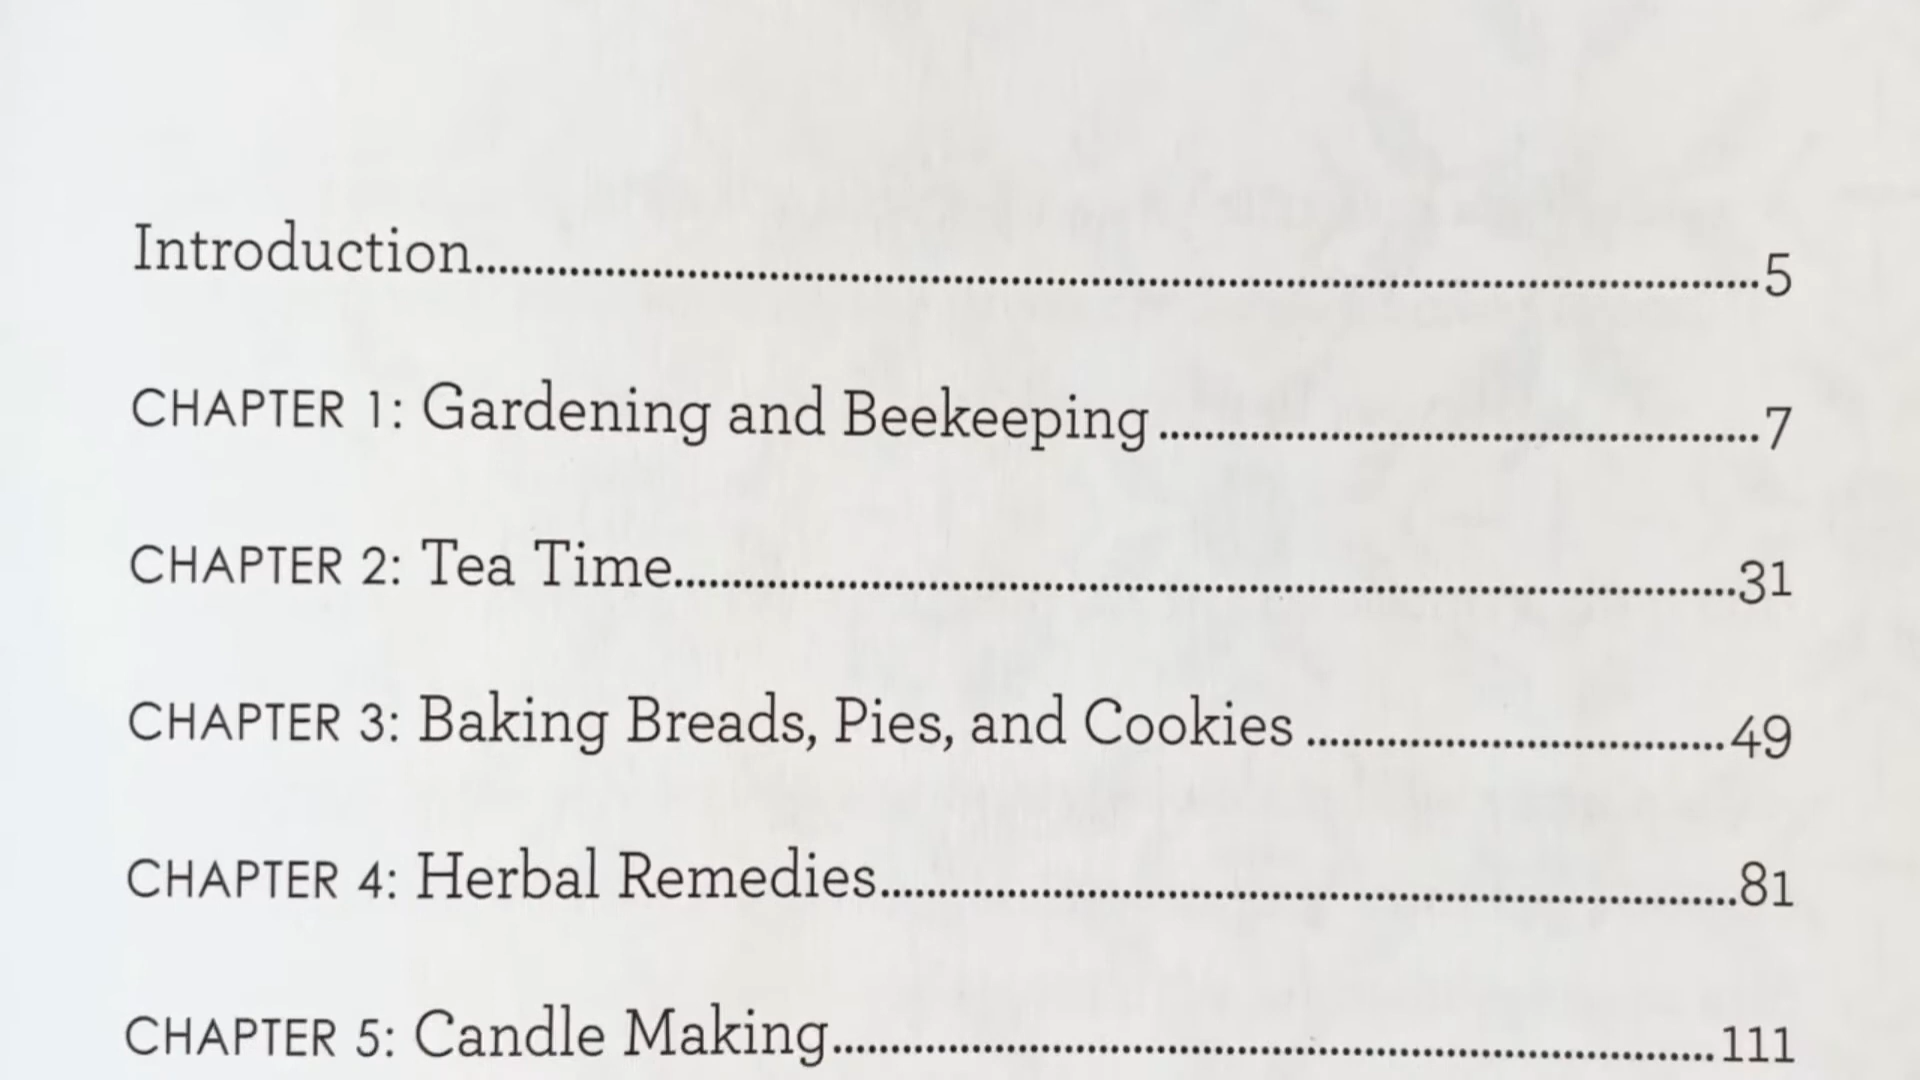 Introduction..........5
CHAPTER 1: Gardening and Beekeeping..........7
CHAPTER 2: Tea Time..........31
CHAPTER 3: Baking Breads, Pies, and Cookies..........49
CHAPTER 4: Herbal Remedies..........81
CHAPTER 5: Candle Making..........111